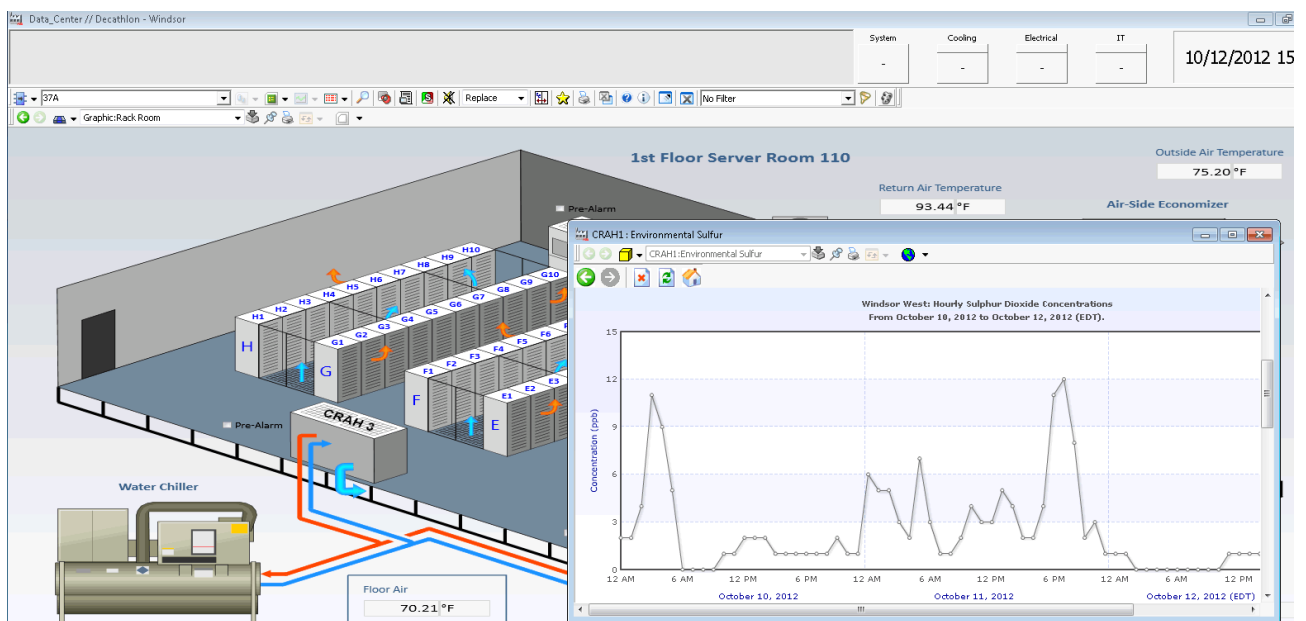 Data_Center // Decathlon - Windsor
System
Cooling
Electrical
IT
-
-
-
-
10/12/2012 15
37A
Replace
No Filter
Graphic:Rack Room
1st Floor Server Room 110
Outside Air Temperature
75.20 °F
Return Air Temperature
93.44 °F
Air-Side Economizer
Pre-Alarm
CRAH1 : Environmental Sulfur
CRAH1:Environmental Sulfur
H1
H2
H3
H4
H5
H6
H7
H8
H9
H10
H
G1
G2
G3
G4
G5
G6
G7
G8
G9
G10
G
F1
F2
F3
F4
F5
F6
F
E1
E2
E3
E
CRAH 3
Pre-Alarm
Water Chiller
Floor Air
70.21 °F
Windsor West: Hourly Sulphur Dioxide Concentrations
From October 10, 2012 to October 12, 2012 (EDT).
Concentration (ppb)
15
12
9
6
3
0
12 AM
6 AM
12 PM
6 PM
12 AM
6 AM
12 PM
6 PM
12 AM
6 AM
12 PM
October 10, 2012
October 11, 2012
October 12, 2012 (EDT)